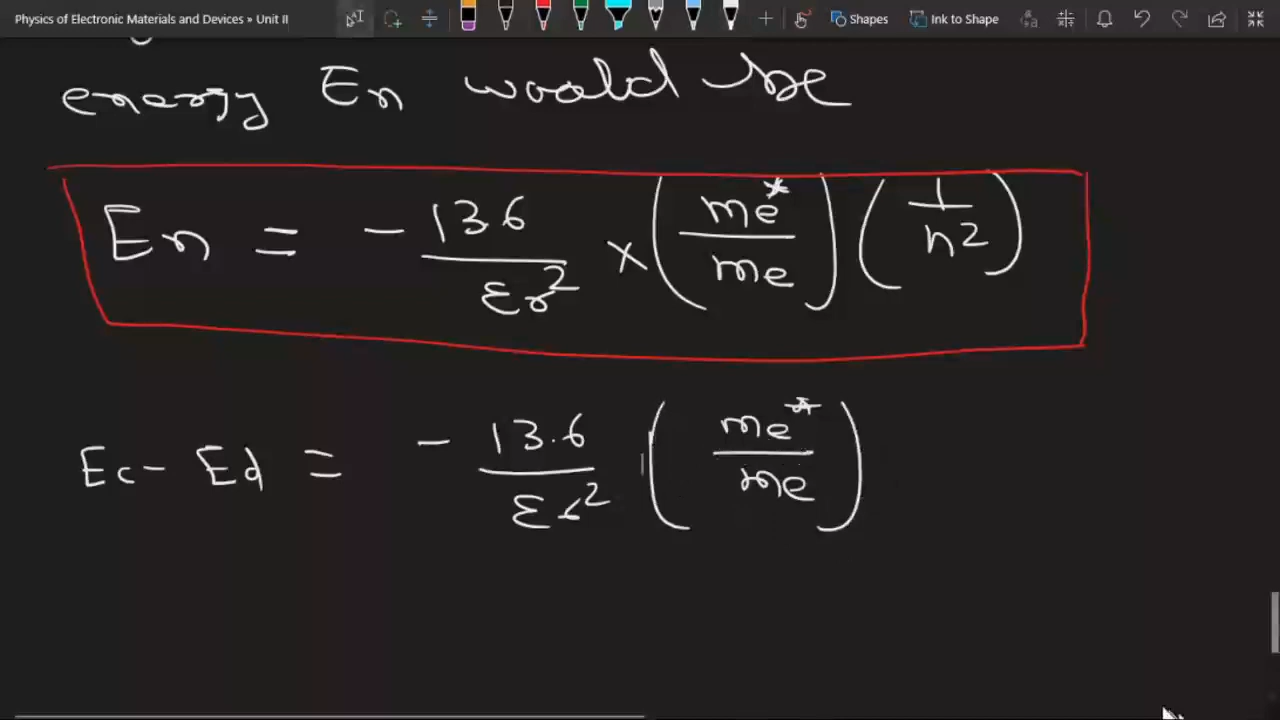 Physics of Electronic Materials and Devices » Unit II
Shapes
Ink to Shape
energy En would be
En = - 13.6 / εr² × (me* / me) (1 / n²)
Ec - Ed = - 13.6 / εr² (me* / me)